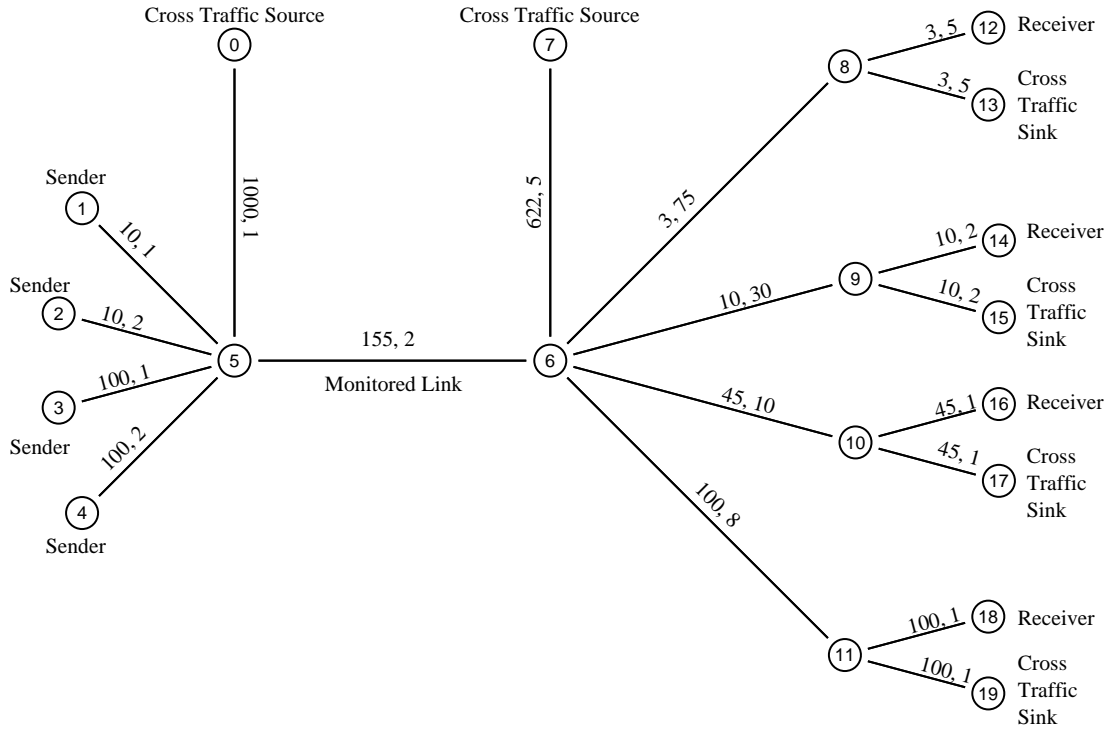 Cross Traffic Source
0
Cross Traffic Source
7
12
Receiver
3, 5
8
3, 5
13
Cross
Traffic
Sink
1000, 1
622, 5
3, 75
Sender
1
10, 1
10, 2
14
Receiver
9
10, 30
10, 2
15
Cross
Traffic
Sink
Sender
2
10, 2
5
155, 2
Monitored Link
6
100, 1
3
Sender
45, 10
45, 1
16
Receiver
10
45, 1
17
Cross
Traffic
Sink
100, 2
4
Sender
100, 8
100, 1
18
Receiver
11
100, 1
19
Cross
Traffic
Sink